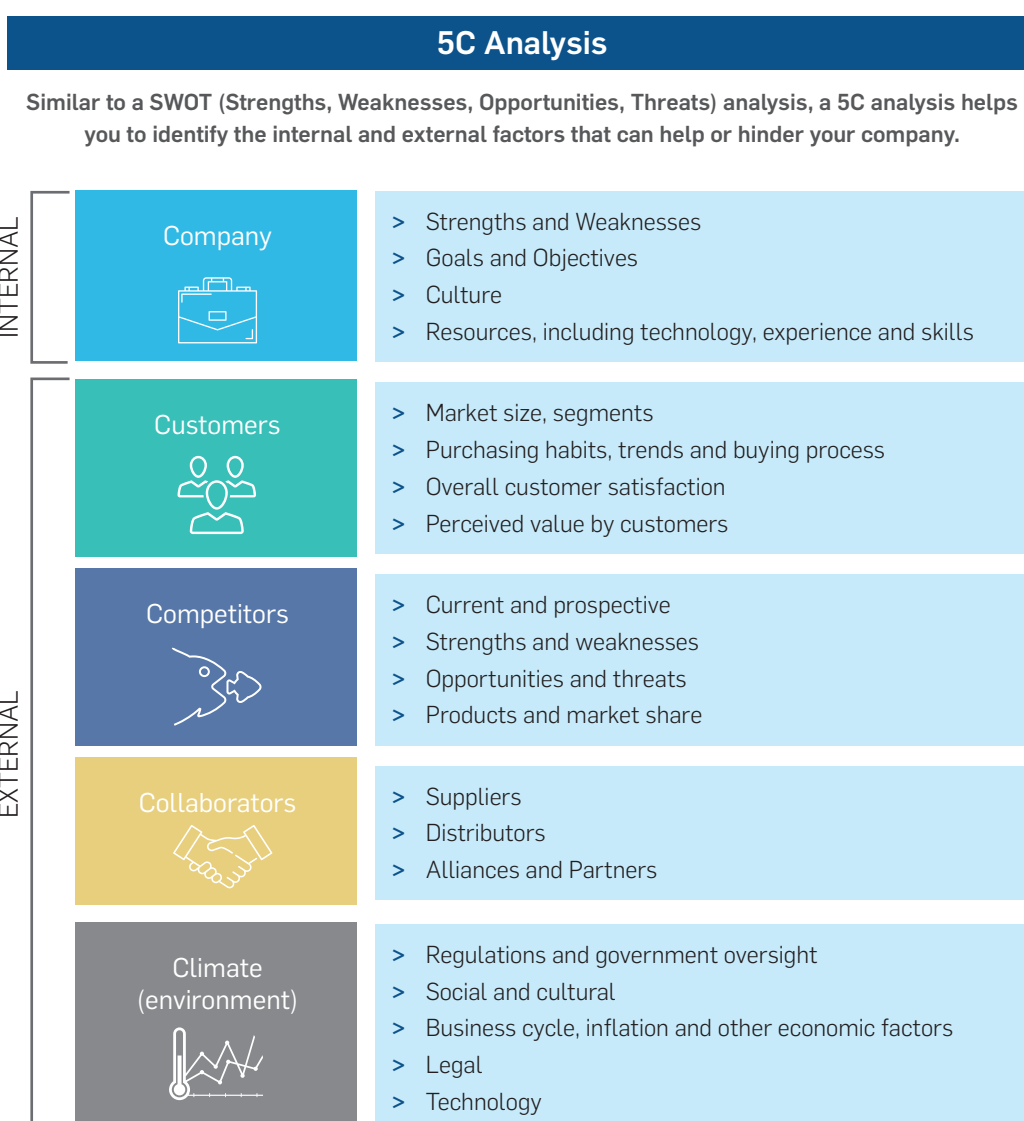 5C Analysis
Similar to a SWOT (Strengths, Weaknesses, Opportunities, Threats) analysis, a 5C analysis helps
you to identify the internal and external factors that can help or hinder your company.
INTERNAL
Company
> Strengths and Weaknesses
> Goals and Objectives
> Culture
> Resources, including technology, experience and skills
EXTERNAL
Customers
> Market size, segments
> Purchasing habits, trends and buying process
> Overall customer satisfaction
> Perceived value by customers
Competitors
> Current and prospective
> Strengths and weaknesses
> Opportunities and threats
> Products and market share
Collaborators
> Suppliers
> Distributors
> Alliances and Partners
Climate
(environment)
> Regulations and government oversight
> Social and cultural
> Business cycle, inflation and other economic factors
> Legal
> Technology